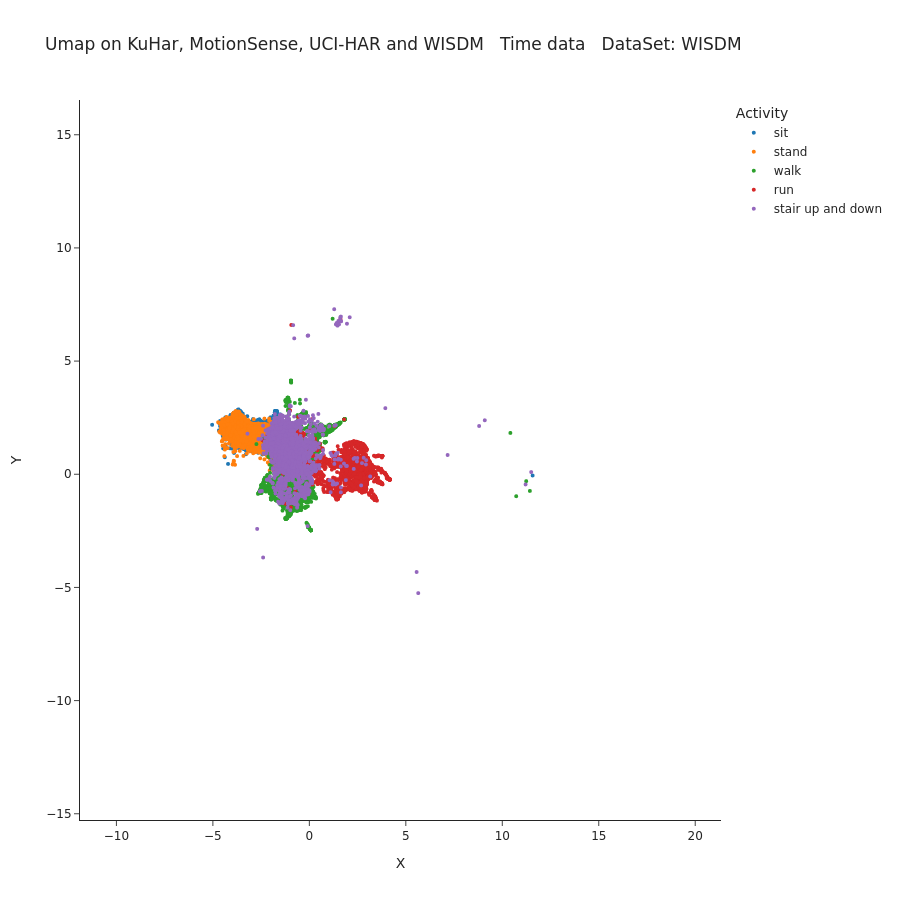 Umap on KuHar, MotionSense, UCI-HAR and WISDM   Time data   DataSet: WISDM
Activity
sit
stand
walk
run
stair up and down
15
10
5
0
−5
−10
−15
Y
−10
−5
0
5
10
15
20
X